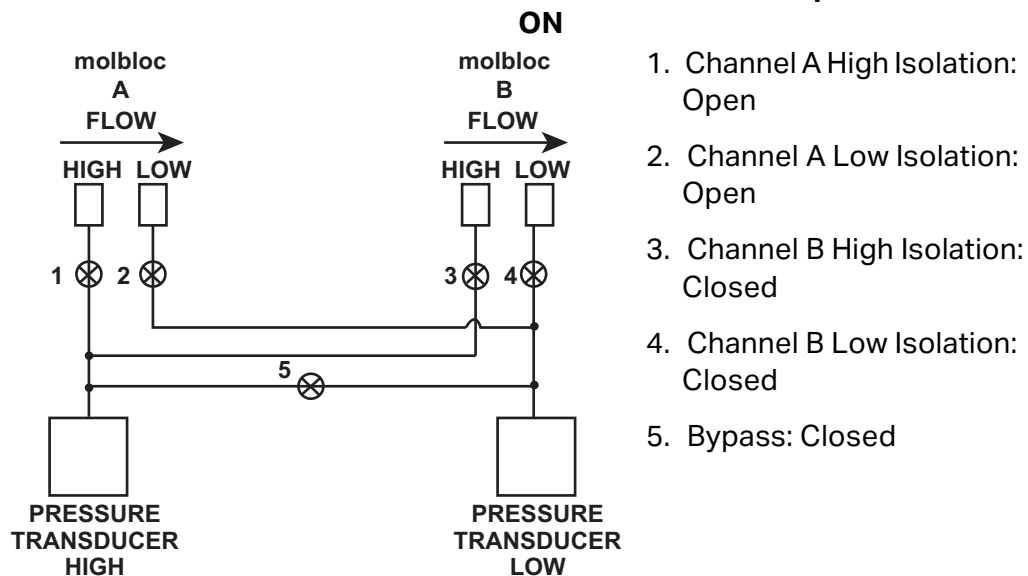 ON
molbloc
A
FLOW
HIGH LOW
molbloc
B
FLOW
HIGH LOW
1
2
3
4
5
PRESSURE
TRANSDUCER
HIGH
PRESSURE
TRANSDUCER
LOW
1. Channel A High Isolation:
Open
2. Channel A Low Isolation:
Open
3. Channel B High Isolation:
Closed
4. Channel B Low Isolation:
Closed
5. Bypass: Closed